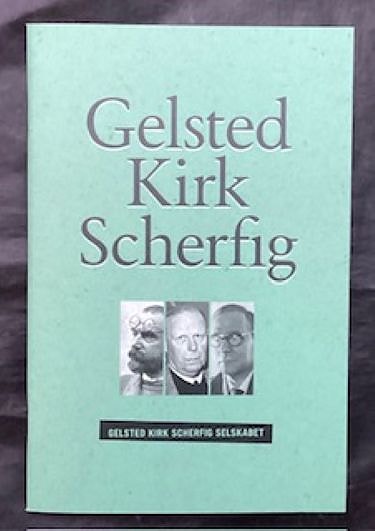 Gelsted
Kirk
Scherfig
GELSTED KIRK SCHERFIG SELSKABET